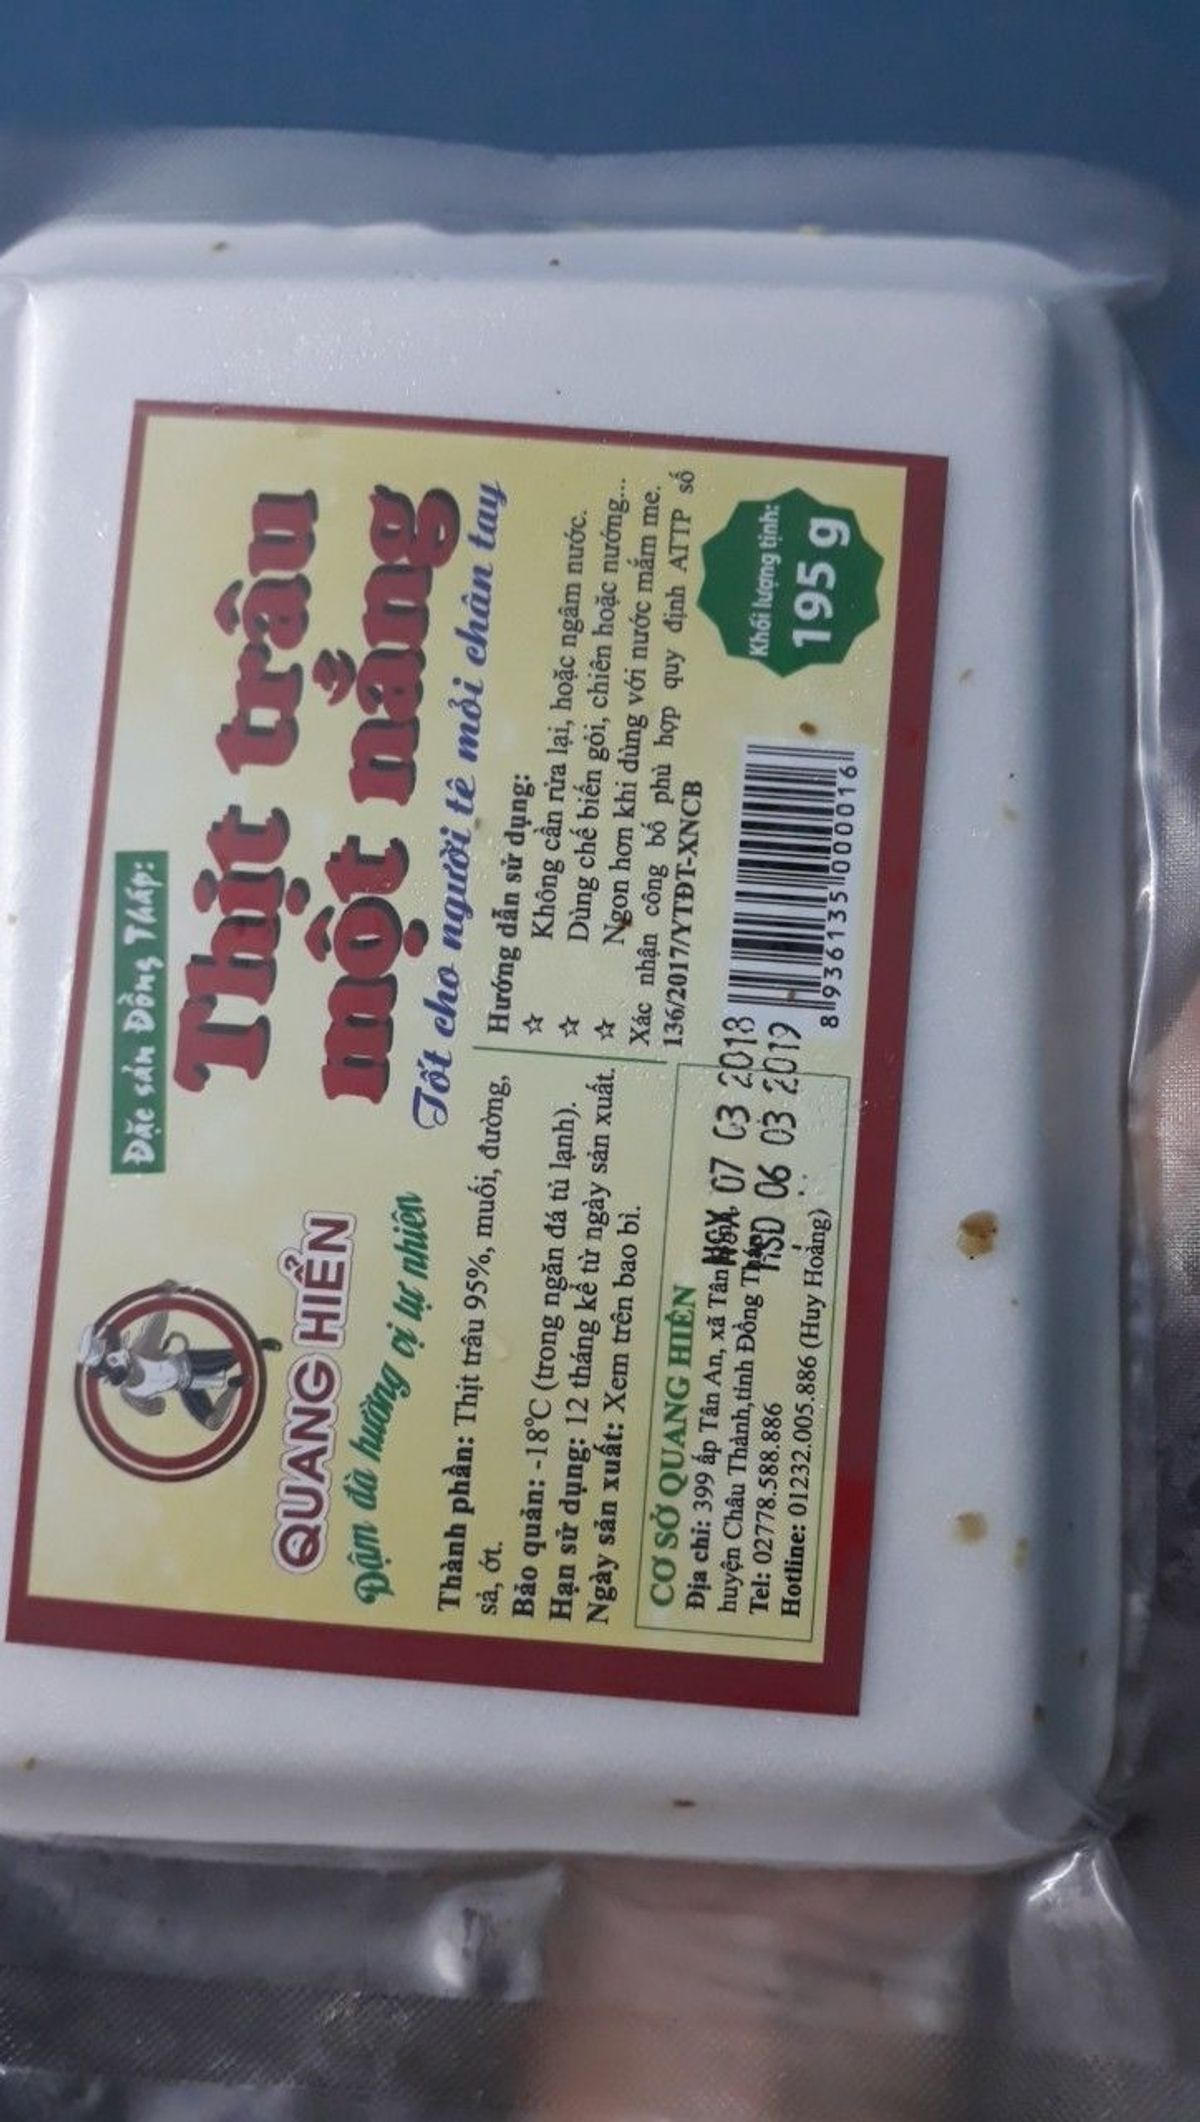 Đặc sản Đồng Tháp:
Thịt trâu
một nắng
QUANG HIỂN
Đậm đà hương vị tự nhiên
Tốt cho người tê mỏi chân tay
Thành phần: Thịt trâu 95%, muối, đường,
sả, ớt.
Bảo quản: -18°C (trong ngăn đá tủ lạnh).
Hạn sử dụng: 12 tháng kể từ ngày sản xuất.
Ngày sản xuất: Xem trên bao bì.
Hướng dẫn sử dụng:
☆ Không cần rửa lại, hoặc ngâm nước.
☆ Dùng chế biến gỏi, chiên hoặc nướng...
☆ Ngon hơn khi dùng với nước mắm me.
Xác nhận công bố phù hợp quy định ATTP số
136/2017/YTĐT-XNCB
CƠ SỞ QUANG HIỂN
Địa chỉ: 399 ấp Tân An, xã Tân
huyện Châu Thành,tỉnh Đồng Tháp
Tel: 02778.588.886
Hotline: 01232.005.886 (Huy Hoàng)
07 03 2018
HSD 06 03 2019
8 936135 000016
Khối lượng tịnh:
195 g